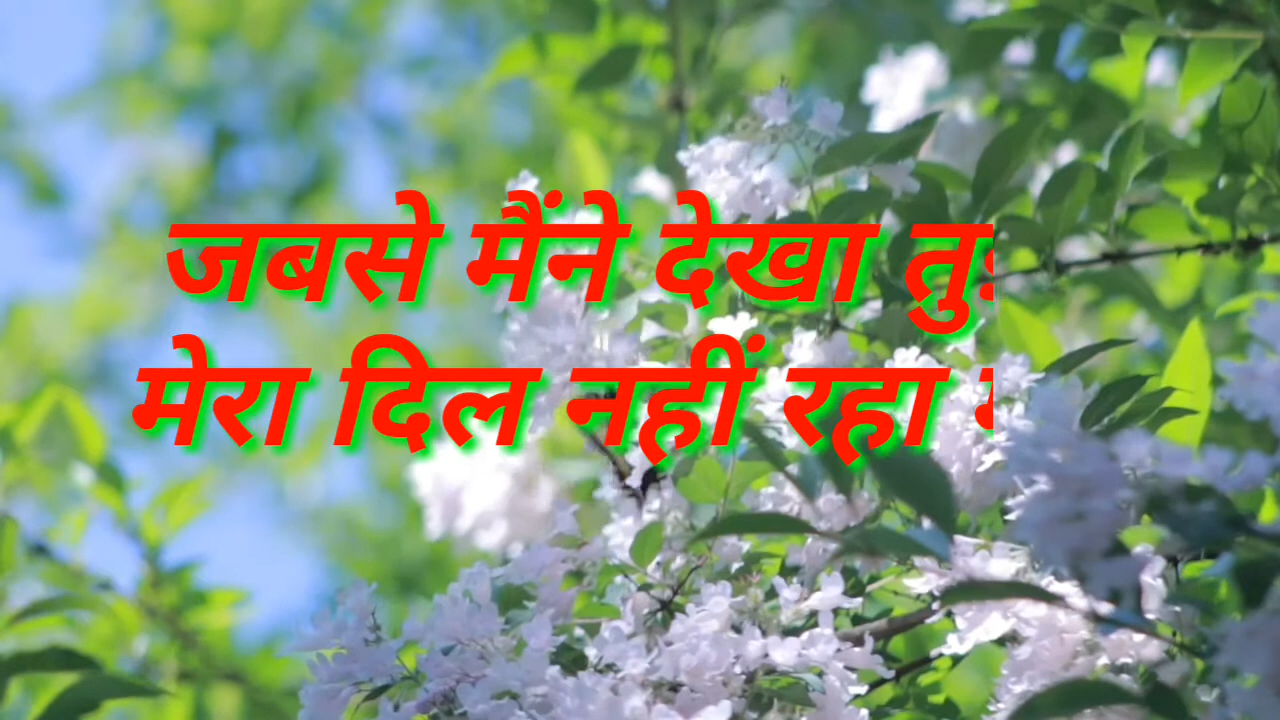 जबसे मैंने देखा
मेरा दिल नहीं रहा